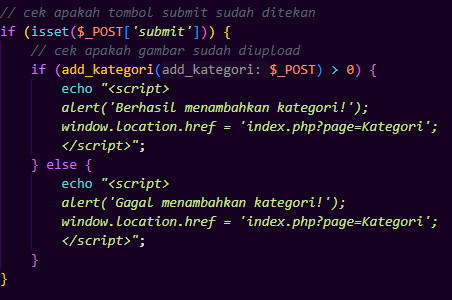 // cek apakah tombol submit sudah ditekan
if (isset($_POST['submit'])) {
// cek apakah gambar sudah diupload
if (add_kategori(add_kategori: $_POST) > 0) {
echo "<script>
alert('Berhasil menambahkan kategori!');
window.location.href = 'index.php?page=Kategori';
</script>";
} else {
echo "<script>
alert('Gagal menambahkan kategori!');
window.location.href = 'index.php?page=Kategori';
</script>";
}
}